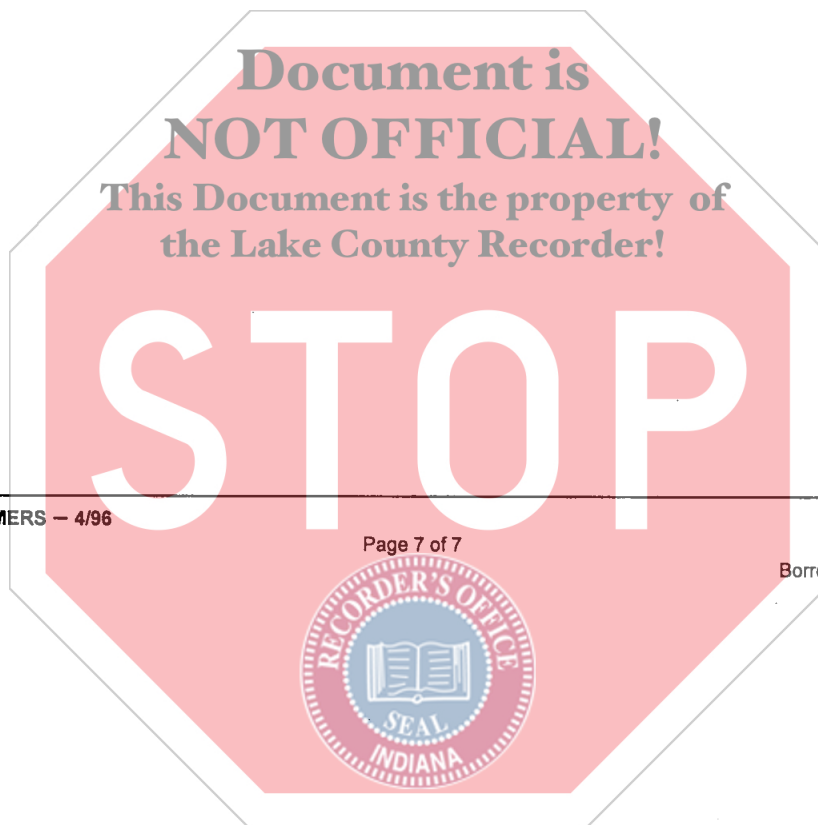 Document is
NOT OFFICIAL!
This Document is the property of
the Lake County Recorder!
STOP
MERS – 4/96
Page 7 of 7
Borr
RECORDER'S OFFICE
SEAL
INDIANA